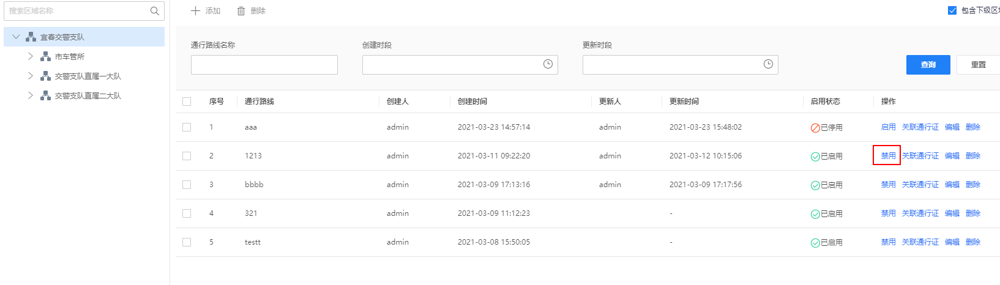 搜索区域名称
宜春交警支队
市车管所
交警支队直属一大队
交警支队直属二大队
添加 删除 包含下级区域
通行路线名称 创建时段 更新时段
查询 重置
序号 通行路线 创建人 创建时间 更新人 更新时间 启用状态 操作
1 aaa admin 2021-03-23 14:57:14 admin 2021-03-23 15:48:02 已停用 启用 关联通行证 编辑 删除
2 1213 admin 2021-03-11 09:22:20 admin 2021-03-12 10:15:06 已启用 禁用 关联通行证 编辑 删除
3 bbbb admin 2021-03-09 17:13:16 admin 2021-03-09 17:17:56 已启用 禁用 关联通行证 编辑 删除
4 321 admin 2021-03-09 11:12:23 - 已启用 禁用 关联通行证 编辑 删除
5 testt admin 2021-03-08 15:50:05 - 已启用 禁用 关联通行证 编辑 删除